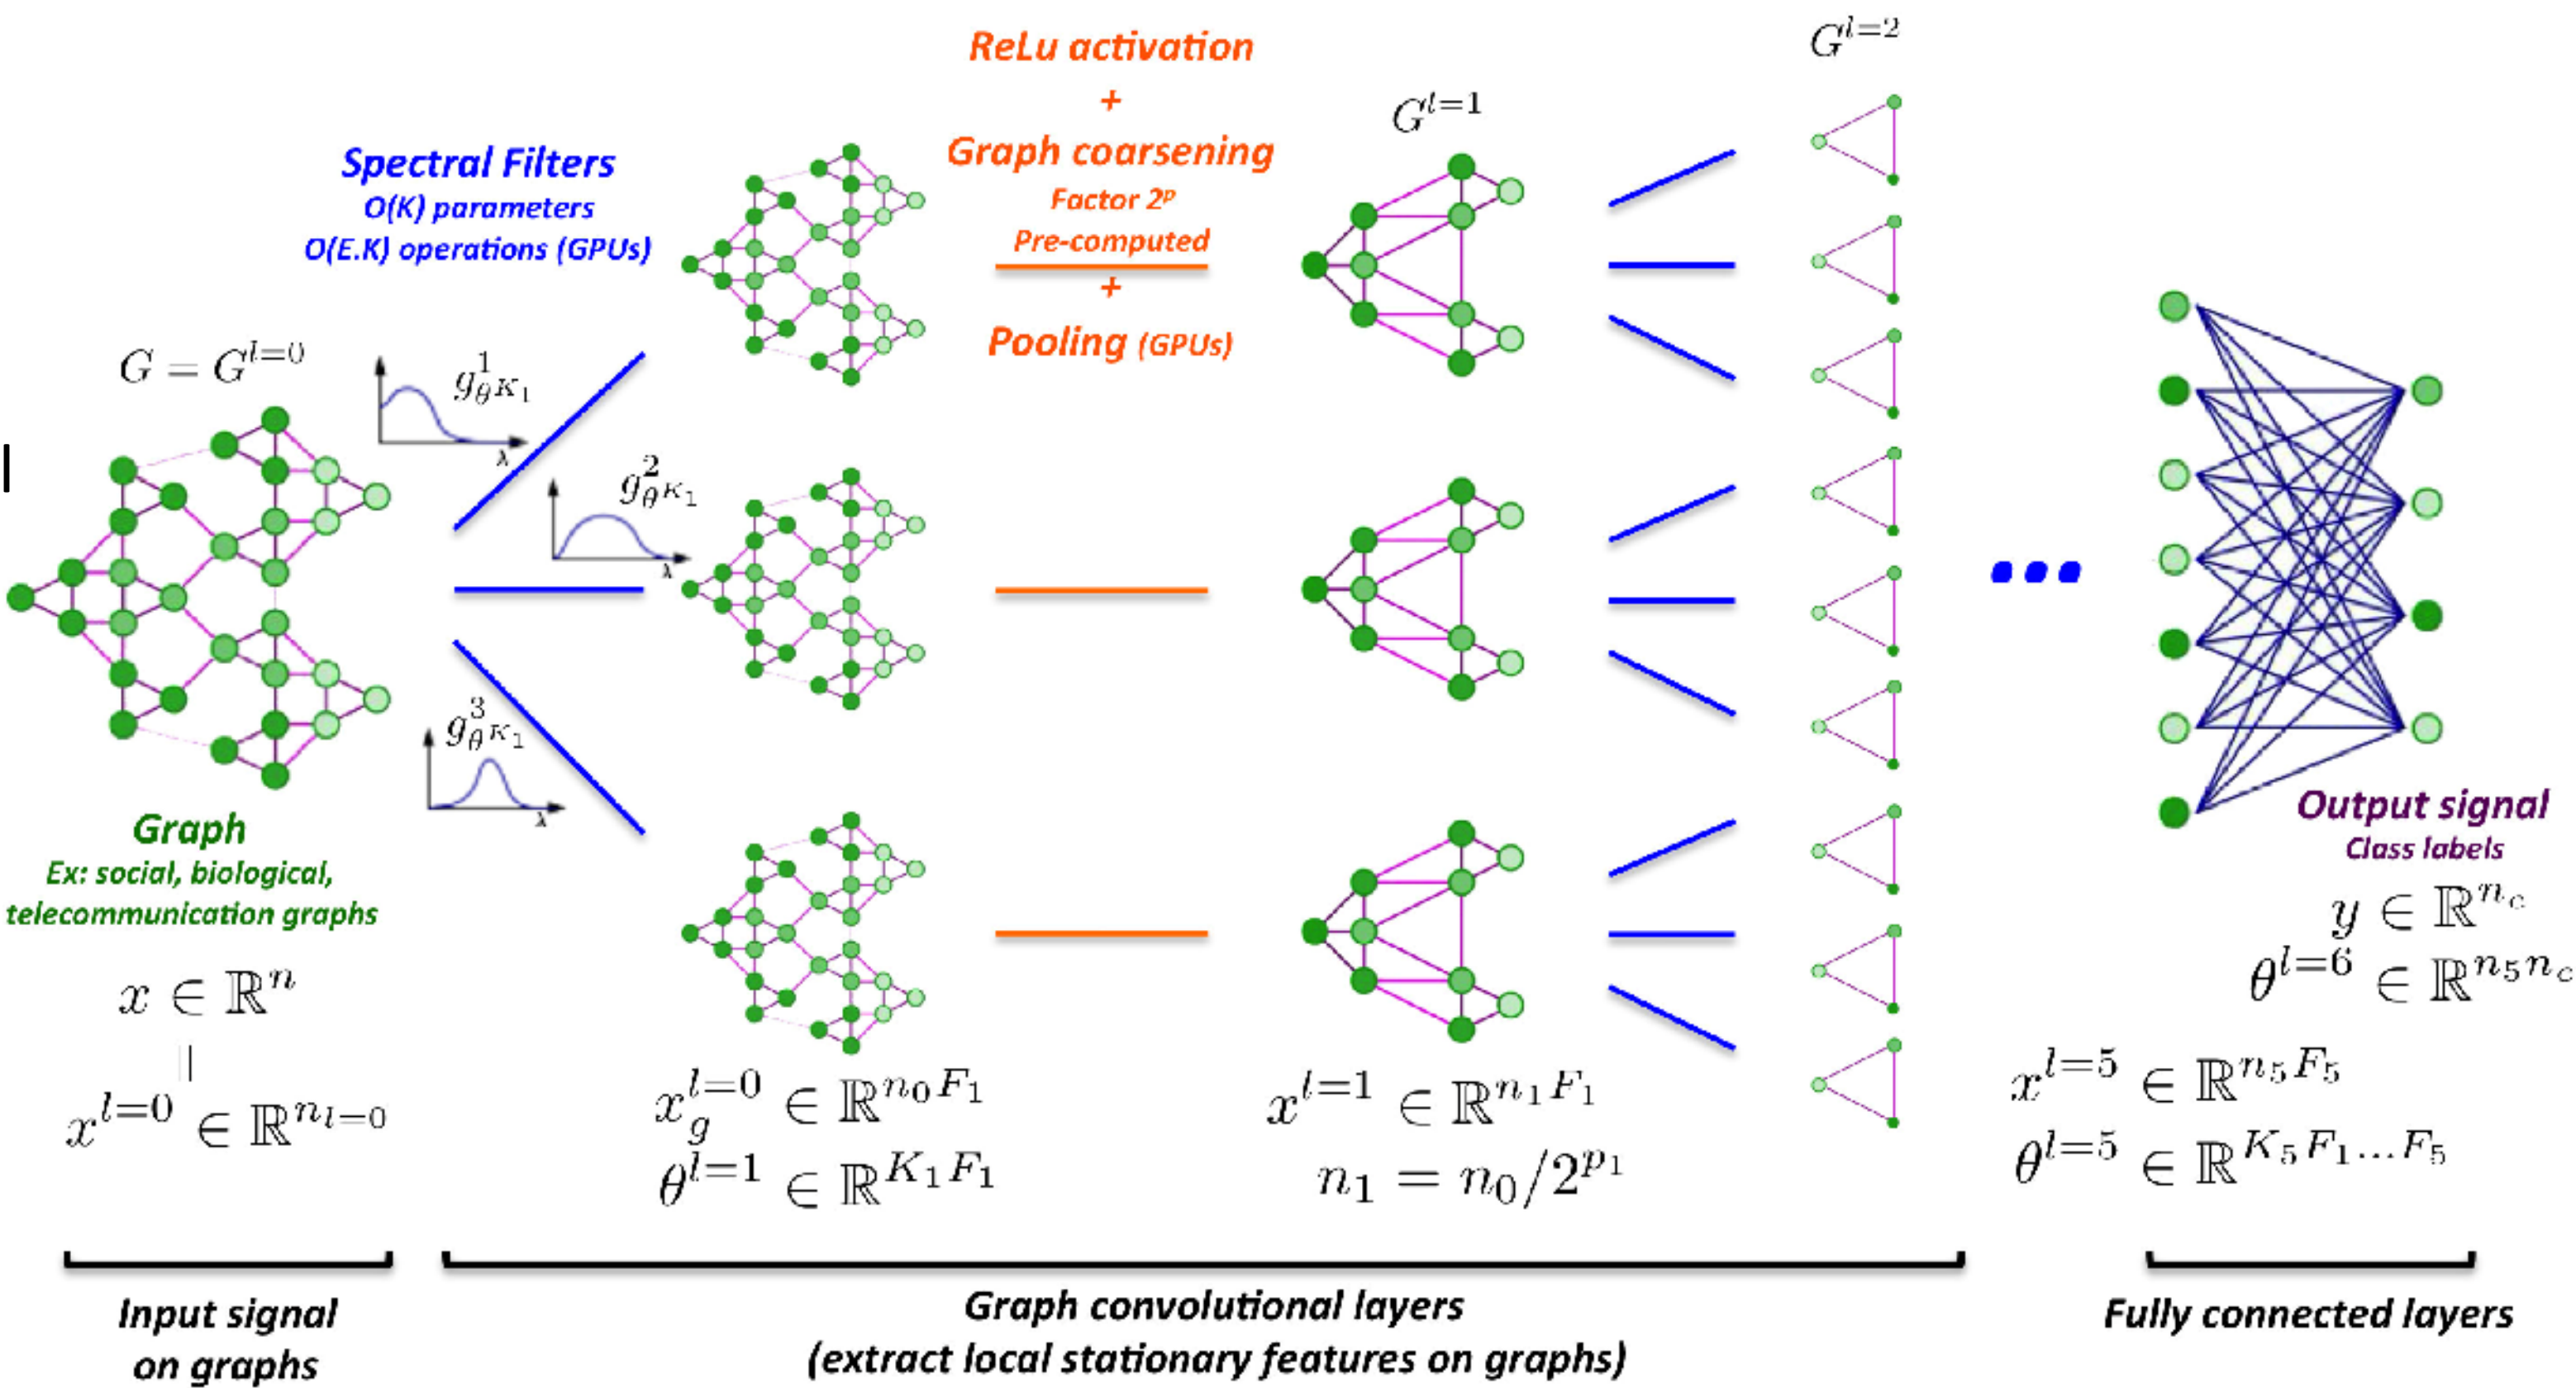 ReLu activation
+
Graph coarsening
Factor 2^p
Pre-computed
+
Pooling (GPUs)
G^{l=2}
G^{l=1}
Spectral Filters
O(K) parameters
O(E.K) operations (GPUs)
G = G^{l=0}
g^1_{θ^{K_1}}
λ
g^2_{θ^{K_1}}
λ
g^3_{θ^{K_1}}
λ
Graph
Ex: social, biological,
telecommunication graphs
x ∈ ℝ^n
||
x^{l=0} ∈ ℝ^{n_{l=0}}
x_g^{l=0} ∈ ℝ^{n_0 F_1}
θ^{l=1} ∈ ℝ^{K_1 F_1}
x^{l=1} ∈ ℝ^{n_1 F_1}
n_1 = n_0/2^{p_1}
Output signal
Class labels
y ∈ ℝ^{n_c}
θ^{l=6} ∈ ℝ^{n_5 n_c}
x^{l=5} ∈ ℝ^{n_5 F_5}
θ^{l=5} ∈ ℝ^{K_5 F_1...F_5}
Input signal
on graphs
Graph convolutional layers
(extract local stationary features on graphs)
Fully connected layers